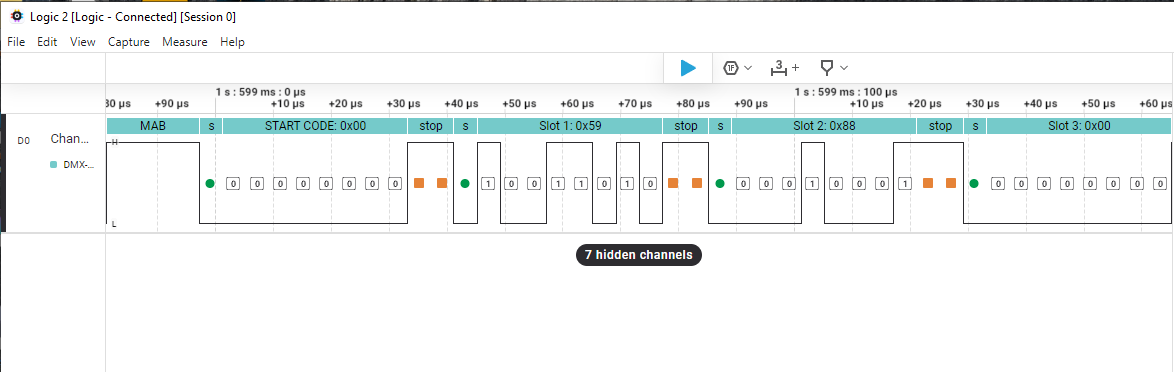 Logic 2 [Logic - Connected] [Session 0]
File Edit View Capture Measure Help
1F 3 +
1 s : 599 ms : 0 µs 1 s : 599 ms : 100 µs
80 µs +90 µs +10 µs +20 µs +30 µs +40 µs +50 µs +60 µs +70 µs +80 µs +90 µs +10 µs +20 µs +30 µs +40 µs +50 µs +60 µs
MAB s START CODE: 0x00 stop s Slot 1: 0x59 stop s Slot 2: 0x88 stop s Slot 3: 0x00
D0 Chan... H
DMX-...
0 0 0 0 0 0 0 0 1 0 0 1 1 0 1 0 0 0 0 1 0 0 0 1 0 0 0 0 0 0 0 0
L
7 hidden channels